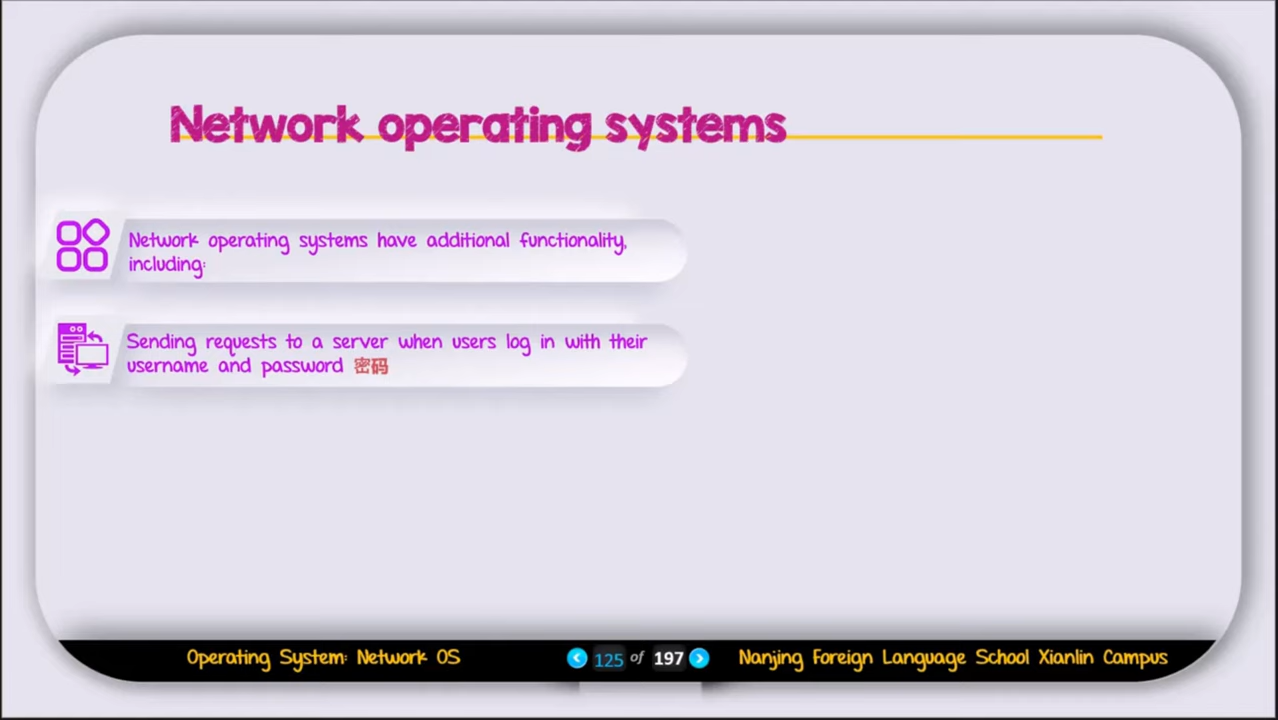 Network operating systems
Network operating systems have additional functionality,
including:
Sending requests to a server when users log in with their
username and password 密码
Operating System: Network OS
125 of 197
Nanjing Foreign Language School Xianlin Campus